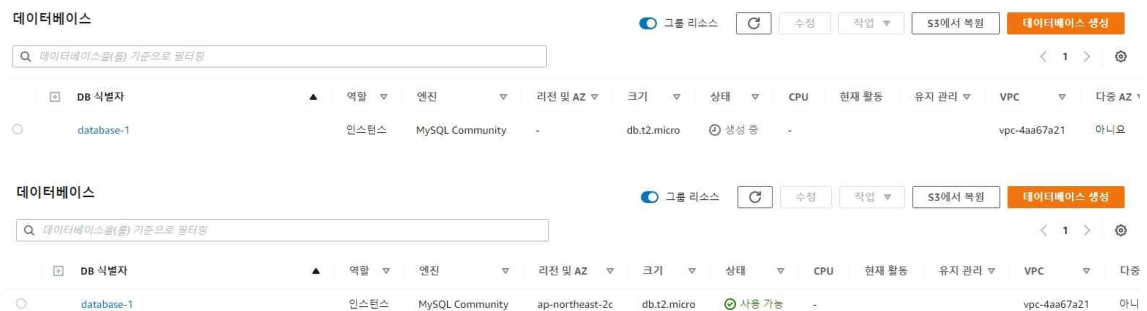 데이터베이스
그룹 리소스 수정 작업 S3에서 복원 데이터베이스 생성
데이터베이스을(를) 기준으로 필터링 1
DB 식별자 역할 엔진 리전 및 AZ 크기 상태 CPU 현재 활동 유지 관리 VPC 다중 AZ
database-1 인스턴스 MySQL Community - db.t2.micro 생성 중 - vpc-4aa67a21 아니요
데이터베이스
그룹 리소스 수정 작업 S3에서 복원 데이터베이스 생성
데이터베이스을(를) 기준으로 필터링 1
DB 식별자 역할 엔진 리전 및 AZ 크기 상태 CPU 현재 활동 유지 관리 VPC 다중
database-1 인스턴스 MySQL Community ap-northeast-2c db.t2.micro 사용 가능 - vpc-4aa67a21 아니